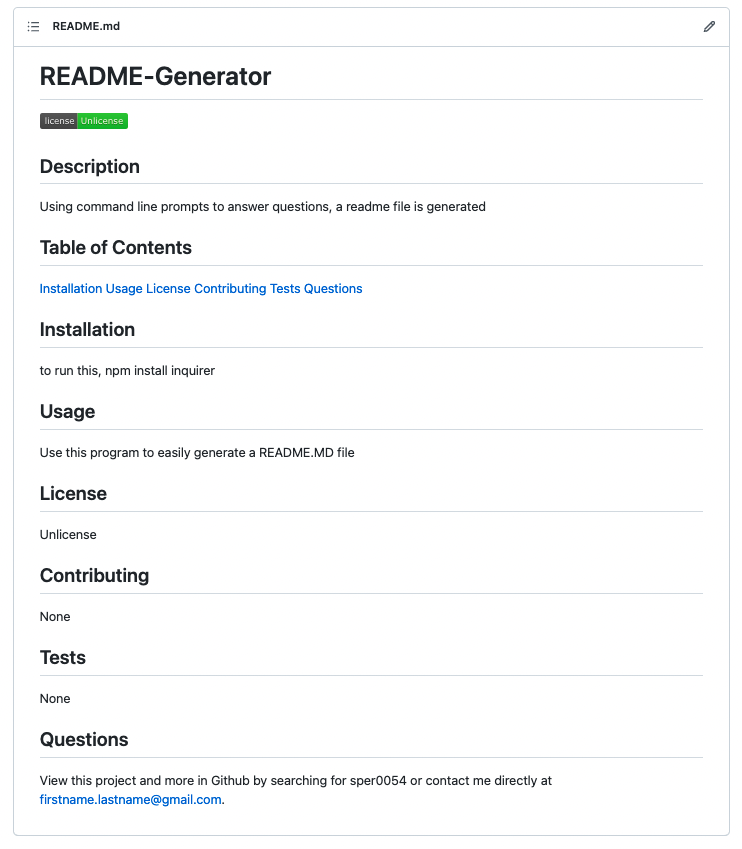 README.md
README-Generator
license Unlicense
Description
Using command line prompts to answer questions, a readme file is generated
Table of Contents
Installation Usage License Contributing Tests Questions
Installation
to run this, npm install inquirer
Usage
Use this program to easily generate a README.MD file
License
Unlicense
Contributing
None
Tests
None
Questions
View this project and more in Github by searching for sper0054 or contact me directly at
firstname.lastname@gmail.com.